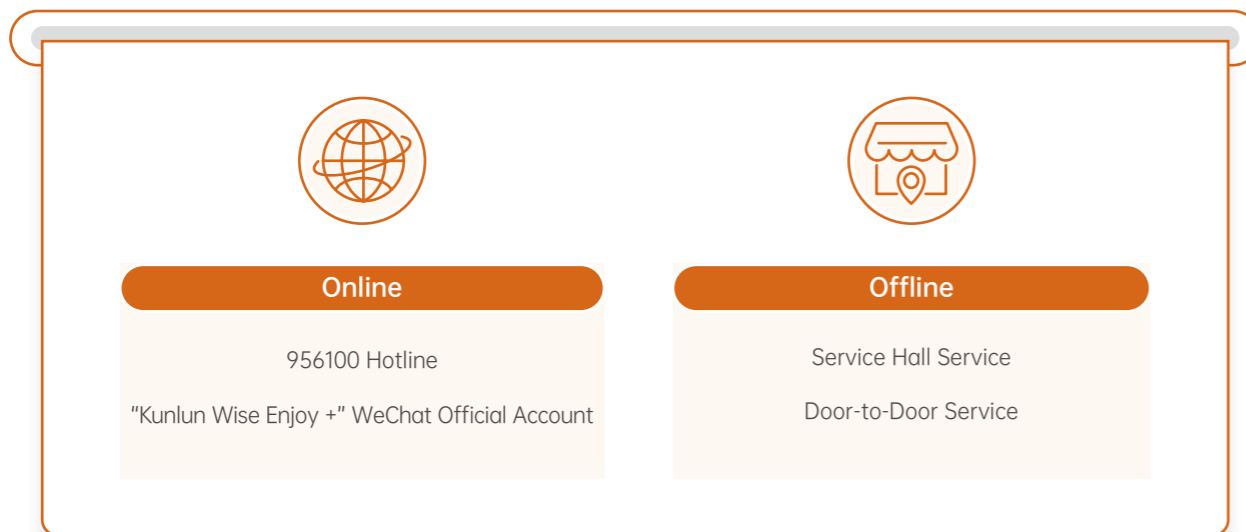 Online
956100 Hotline
"Kunlun Wise Enjoy +" WeChat Official Account
Offline
Service Hall Service
Door-to-Door Service